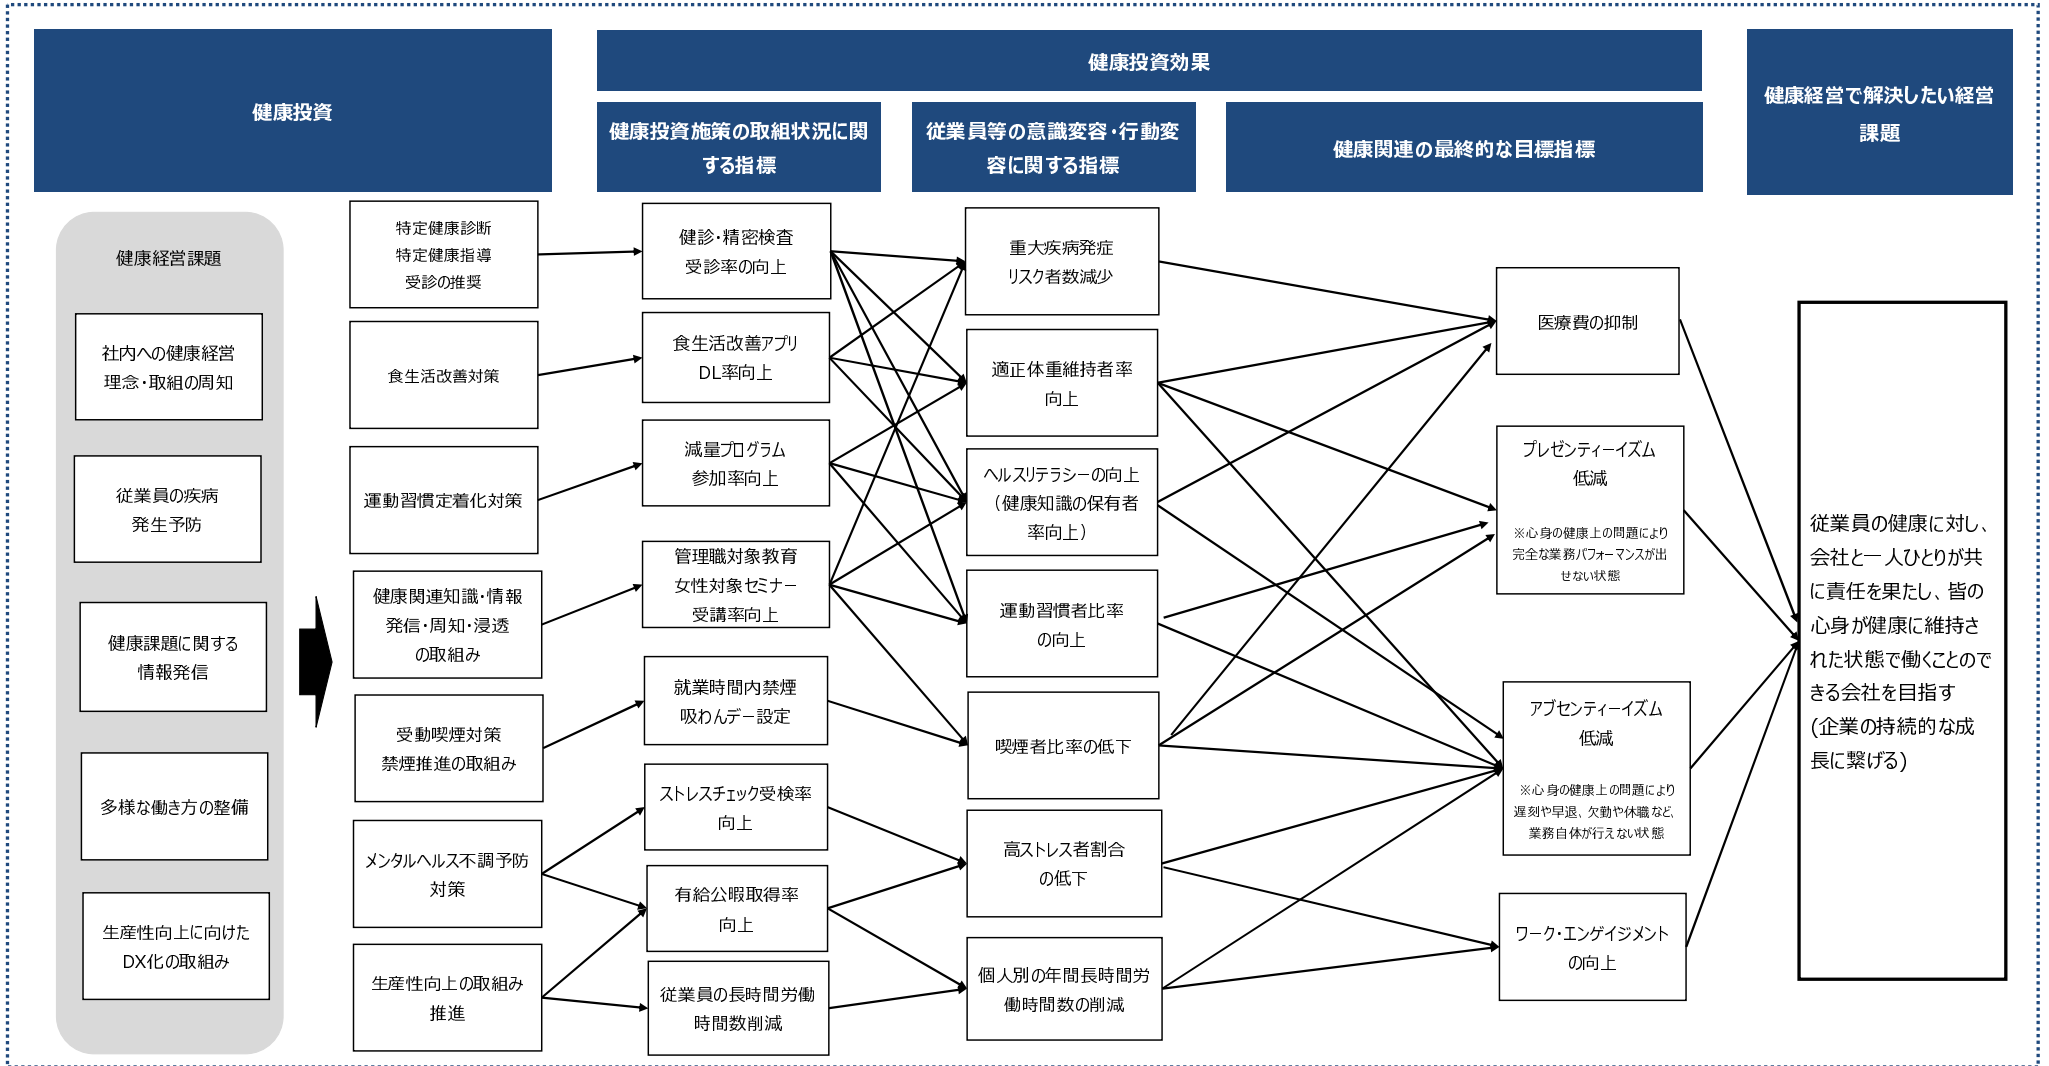 健康投資
健康投資効果
健康投資施策の取組状況に関
する指標
従業員等の意識変容・行動変
容に関する指標
健康関連の最終的な目標指標
健康経営で解決したい経営
課題
健康経営課題
社内への健康経営
理念・取組の周知
従業員の疾病
発生予防
健康課題に関する
情報発信
多様な働き方の整備
生産性向上に向けた
DX化の取組み
特定健康診断
特定健康指導
受診の推奨
食生活改善対策
運動習慣定着化対策
健康関連知識・情報
発信・周知・浸透
の取組み
受動喫煙対策
禁煙推進の取組み
メンタルヘルス不調予防
対策
生産性向上の取組み
推進
健診・精密検査
受診率の向上
食生活改善アプリ
DL率向上
減量プログラム
参加率向上
管理職対象教育
女性対象セミナー
受講率向上
就業時間内禁煙
吸わんデー設定
ストレスチェック受検率
向上
有給公暇取得率
向上
従業員の長時間労働
時間数削減
重大疾病発症
リスク者数減少
適正体重維持者率
向上
ヘルスリテラシーの向上
（健康知識の保有者
率向上）
運動習慣者比率
の向上
喫煙者比率の低下
高ストレス者割合
の低下
個人別の年間長時間労
働時間数の削減
医療費の抑制
プレゼンティーイズム
低減
※心身の健康上の問題により
完全な業務パフォーマンスが出
せない状態
アブセンティーイズム
低減
※心身の健康上の問題により
遅刻や早退、欠勤や休職など、
業務自体が行えない状態
ワーク・エンゲイジメント
の向上
従業員の健康に対し、
会社と一人ひとりが共
に責任を果たし、皆の
心身が健康に維持さ
れた状態で働くことので
きる会社を目指す
(企業の持続的な成
長に繋げる)